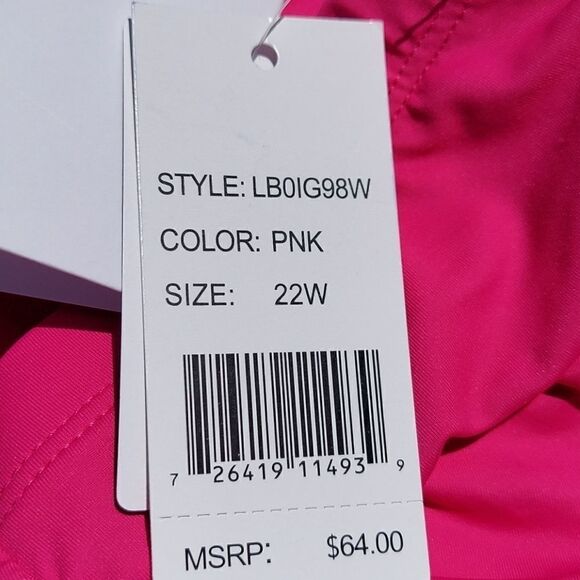 STYLE: LB0IG98W
COLOR: PNK
SIZE: 22W
7 26419 11493 9
MSRP: $64.00